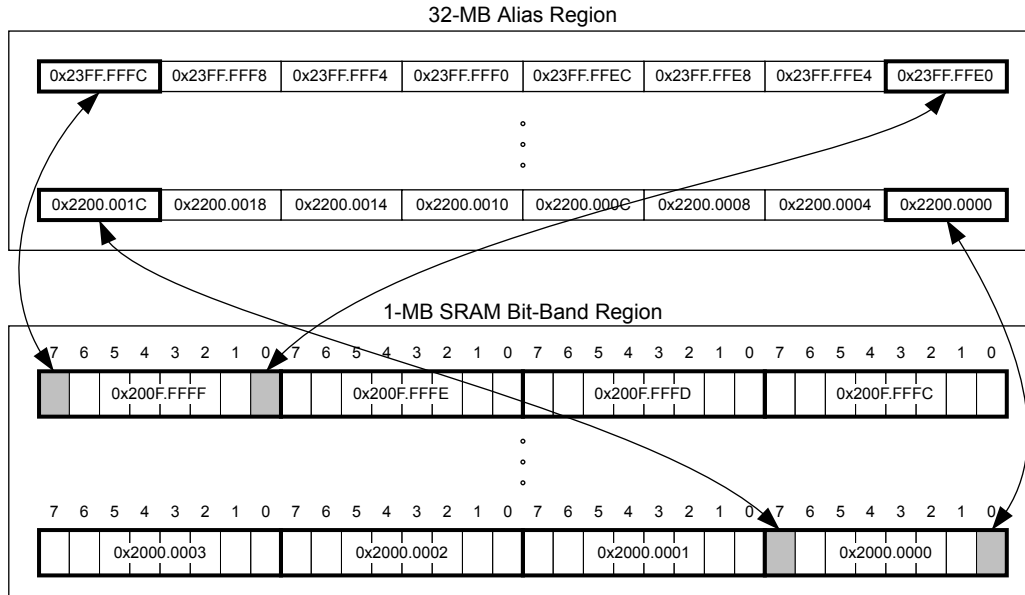 32-MB Alias Region
0x23FF.FFFC 0x23FF.FFF8 0x23FF.FFF4 0x23FF.FFF0 0x23FF.FFEC 0x23FF.FFE8 0x23FF.FFE4 0x23FF.FFE0
0x2200.001C 0x2200.0018 0x2200.0014 0x2200.0010 0x2200.000C 0x2200.0008 0x2200.0004 0x2200.0000
1-MB SRAM Bit-Band Region
7 6 5 4 3 2 1 0 7 6 5 4 3 2 1 0 7 6 5 4 3 2 1 0 7 6 5 4 3 2 1 0
0x200F.FFFF 0x200F.FFFE 0x200F.FFFD 0x200F.FFFC
7 6 5 4 3 2 1 0 7 6 5 4 3 2 1 0 7 6 5 4 3 2 1 0 7 6 5 4 3 2 1 0
0x2000.0003 0x2000.0002 0x2000.0001 0x2000.0000